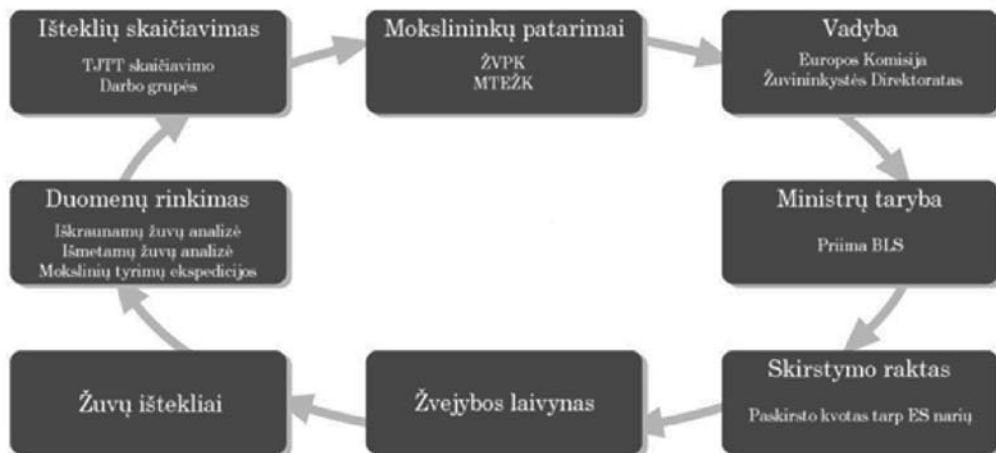 Išteklių skaičiavimas
TJTT skaičiavimo
Darbo grupės
Mokslininkų patarimai
ŽVPK
MTEŽK
Vadyba
Europos Komisija
Žuvininkystės Direktoratas
Duomenų rinkimas
Iškraunamų žuvų analizė
Išmetamų žuvų analizė
Mokslinių tyrimų ekspedicijos
Ministrų taryba
Priima BLS
Žuvų ištekliai
Žvejybos laivynas
Skirstymo raktas
Paskirsto kvotas tarp ES narių